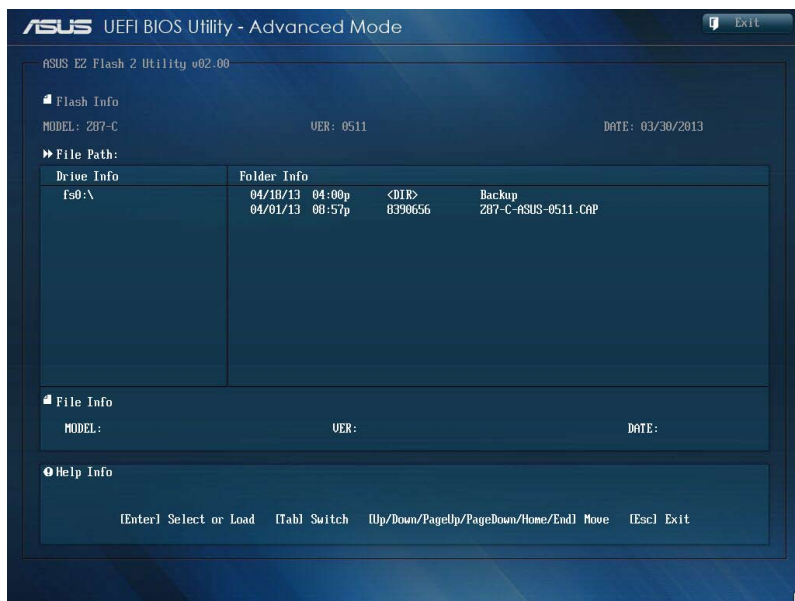 ASUS UEFI BIOS Utility - Advanced Mode
Exit
ASUS EZ Flash 2 Utility v02.00
Flash Info
MODEL: Z87-C VER: 0511 DATE: 03/30/2013
File Path:
Drive Info Folder Info
fs0:\ 04/18/13 04:00p <DIR> Backup
04/01/13 08:57p 8390656 Z87-C-ASUS-0511.CAP
File Info
MODEL: VER: DATE:
Help Info
[Enter] Select or Load [Tab] Switch [Up/Down/PageUp/PageDown/Home/End] Move [Esc] Exit